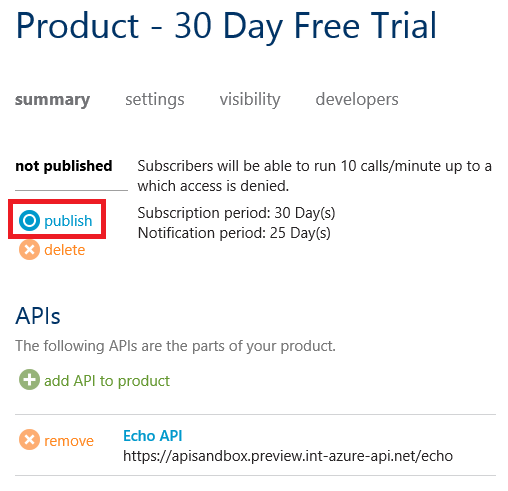 Product - 30 Day Free Trial
summary settings visibility developers
not published Subscribers will be able to run 10 calls/minute up to a
which access is denied.
publish Subscription period: 30 Day(s)
Notification period: 25 Day(s)
delete
APIs
The following APIs are the parts of your product.
add API to product
remove Echo API
https://apisandbox.preview.int-azure-api.net/echo